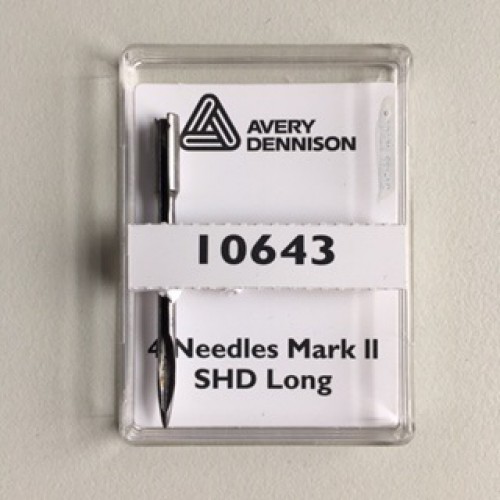 AVERY
DENNISON
10643
4 Needles Mark II
SHD Long